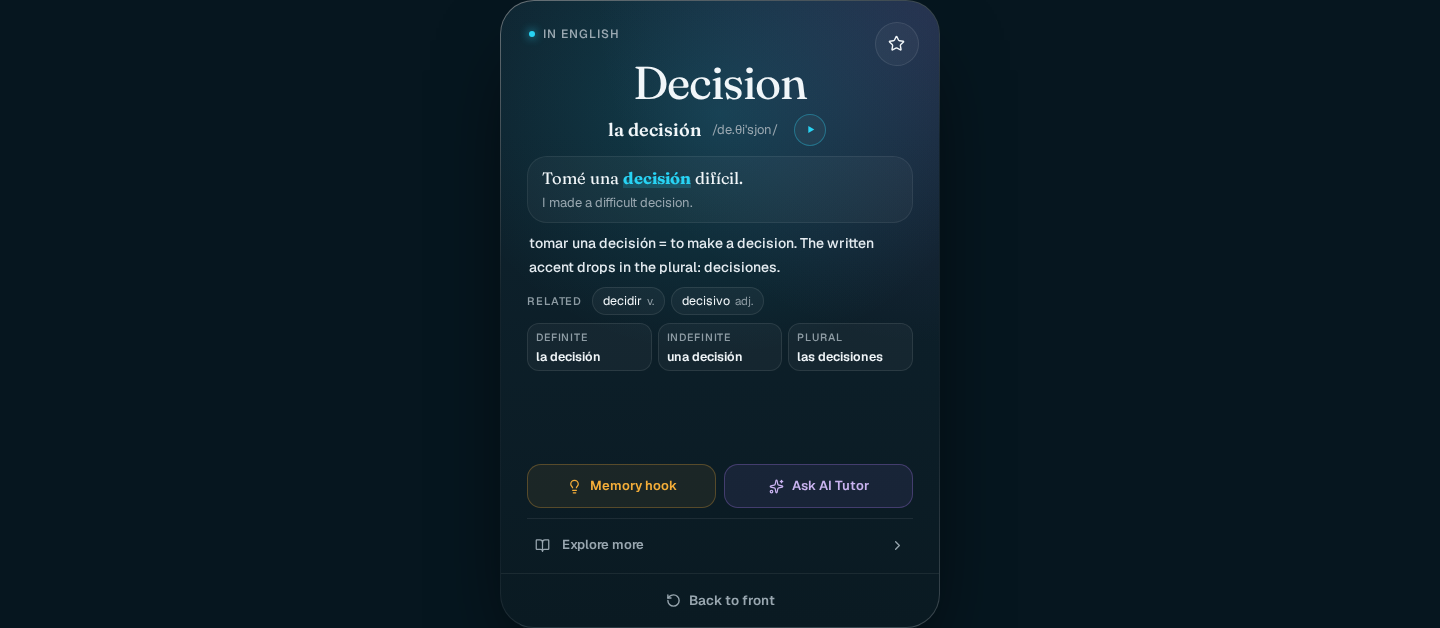 IN ENGLISH
Decision
la decisión /de.θi'sjon/
Tomé una decisión difícil.
I made a difficult decision.
tomar una decisión = to make a decision. The written
accent drops in the plural: decisiones.
RELATED decidir v. decisivo adj.
DEFINITE INDEFINITE PLURAL
la decisión una decisión las decisiones
Memory hook Ask AI Tutor
Explore more
Back to front